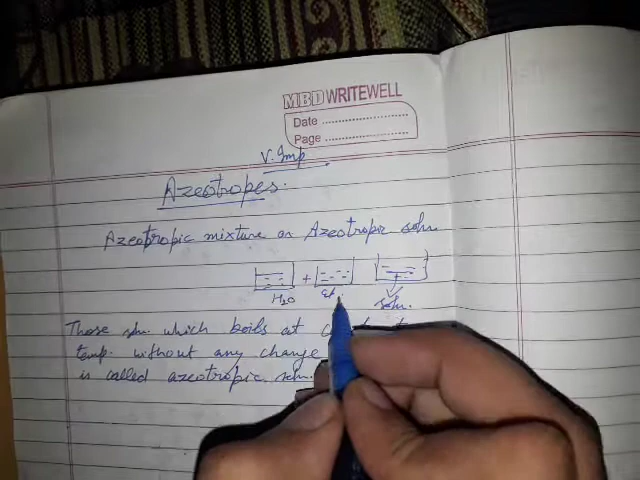 MBD WRITEWELL
Date
Page
V. Imp
Azeotropes.
Azeotropic mixture or Azeotropic soln.
+
H2O
soln.
Those soln. which boils at
temp. without any change
is called azeotropic soln.